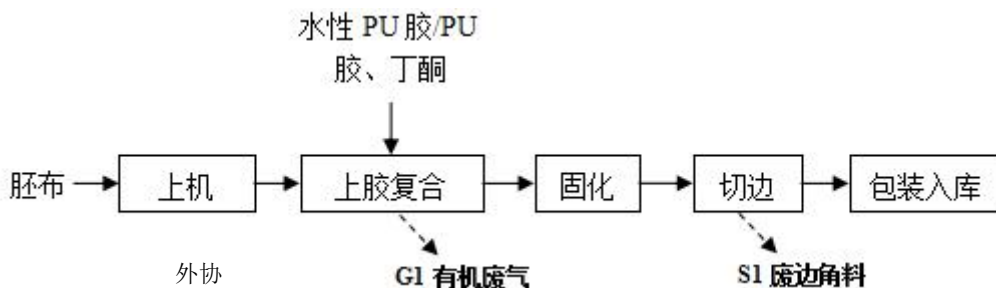 水性 PU 胶/PU
胶、丁酮
胚布
上机
上胶复合
固化
切边
包装入库
外协
G1 有机废气
S1 废边角料